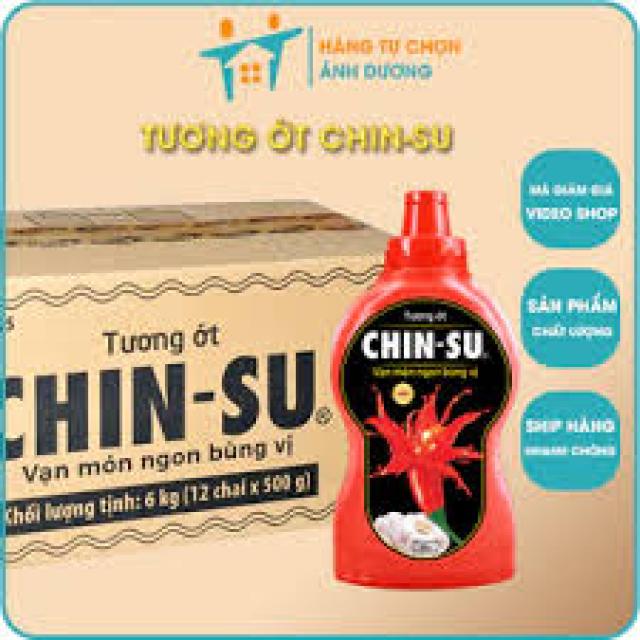 HÀNG TỰ CHỌN
ÁNH DƯƠNG
TƯƠNG ỚT CHIN-SU
MÃ GIẢM GIÁ
VIDEO SHOP
SẢN PHẨM
CHẤT LƯỢNG
SHIP HÀNG
NHANH CHÓNG
Tương ớt
CHIN-SU®
Vạn món ngon bùng vị
Khối lượng tịnh: 6 kg (12 chai x 500 g)
Tương ớt
CHIN-SU
Vạn món ngon bùng vị